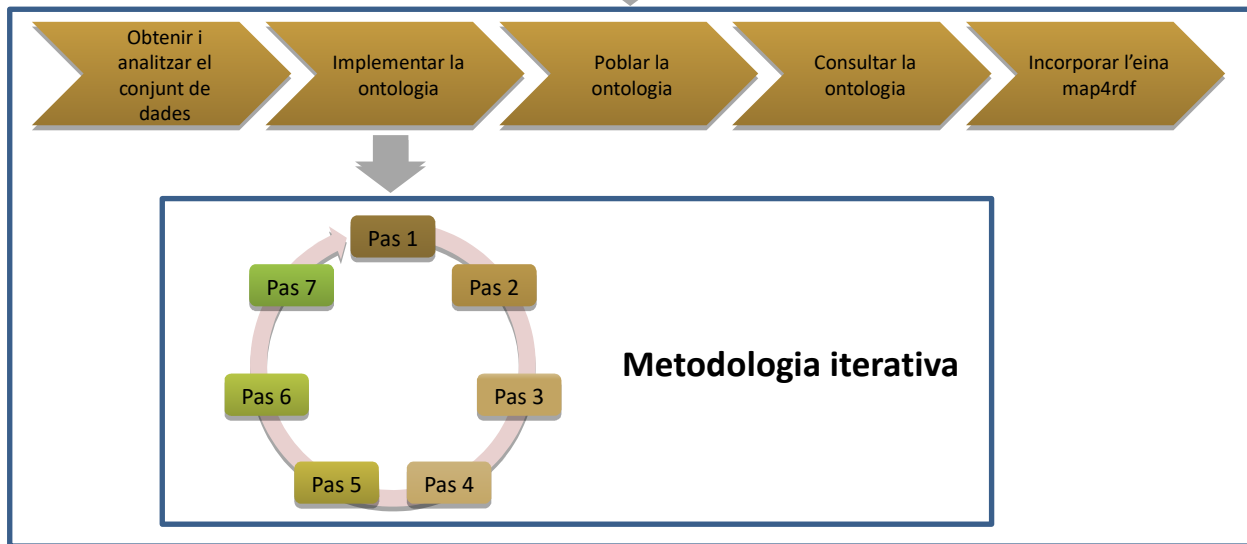 Obtenir i
analitzar el
conjunt de
dades
Implementar la
ontologia
Poblar la
ontologia
Consultar la
ontologia
Incorporar l'eina
map4rdf
Pas 1
Pas 2
Pas 3
Pas 4
Pas 5
Pas 6
Pas 7
Metodologia iterativa